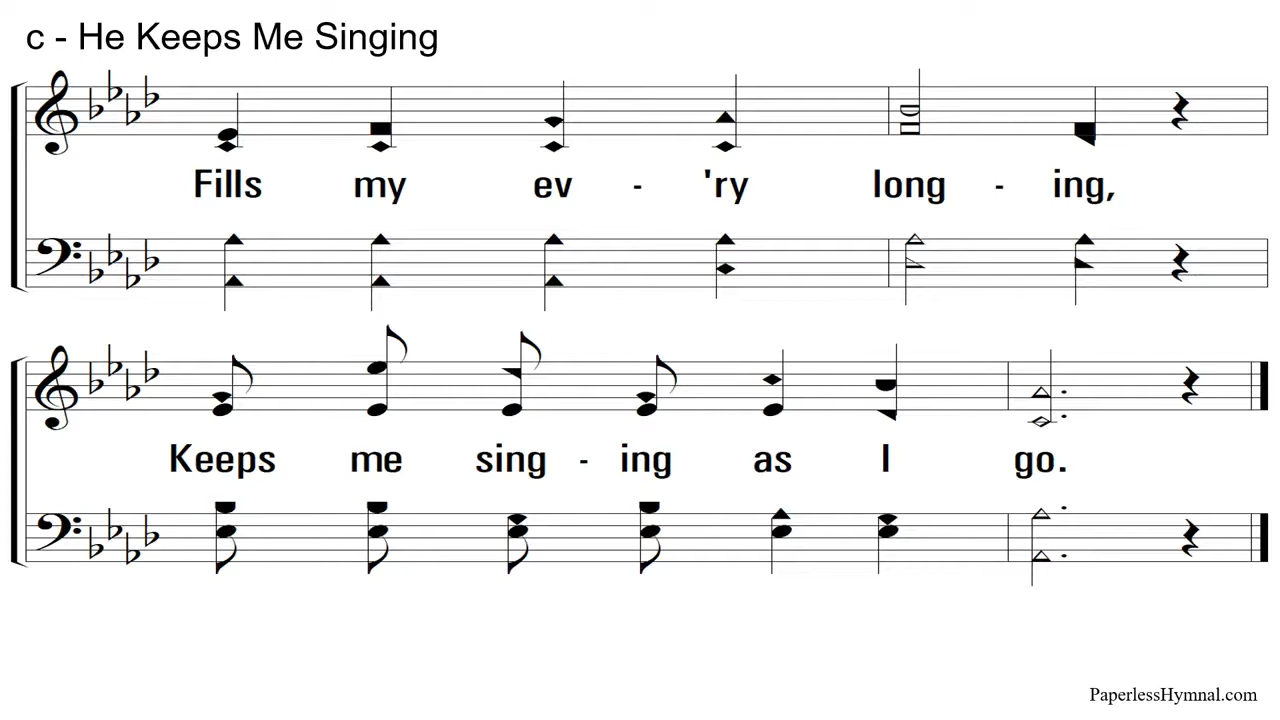 c - He Keeps Me Singing
Fills my ev - 'ry long - ing,
Keeps me sing - ing as I go.
PaperlessHymnal.com